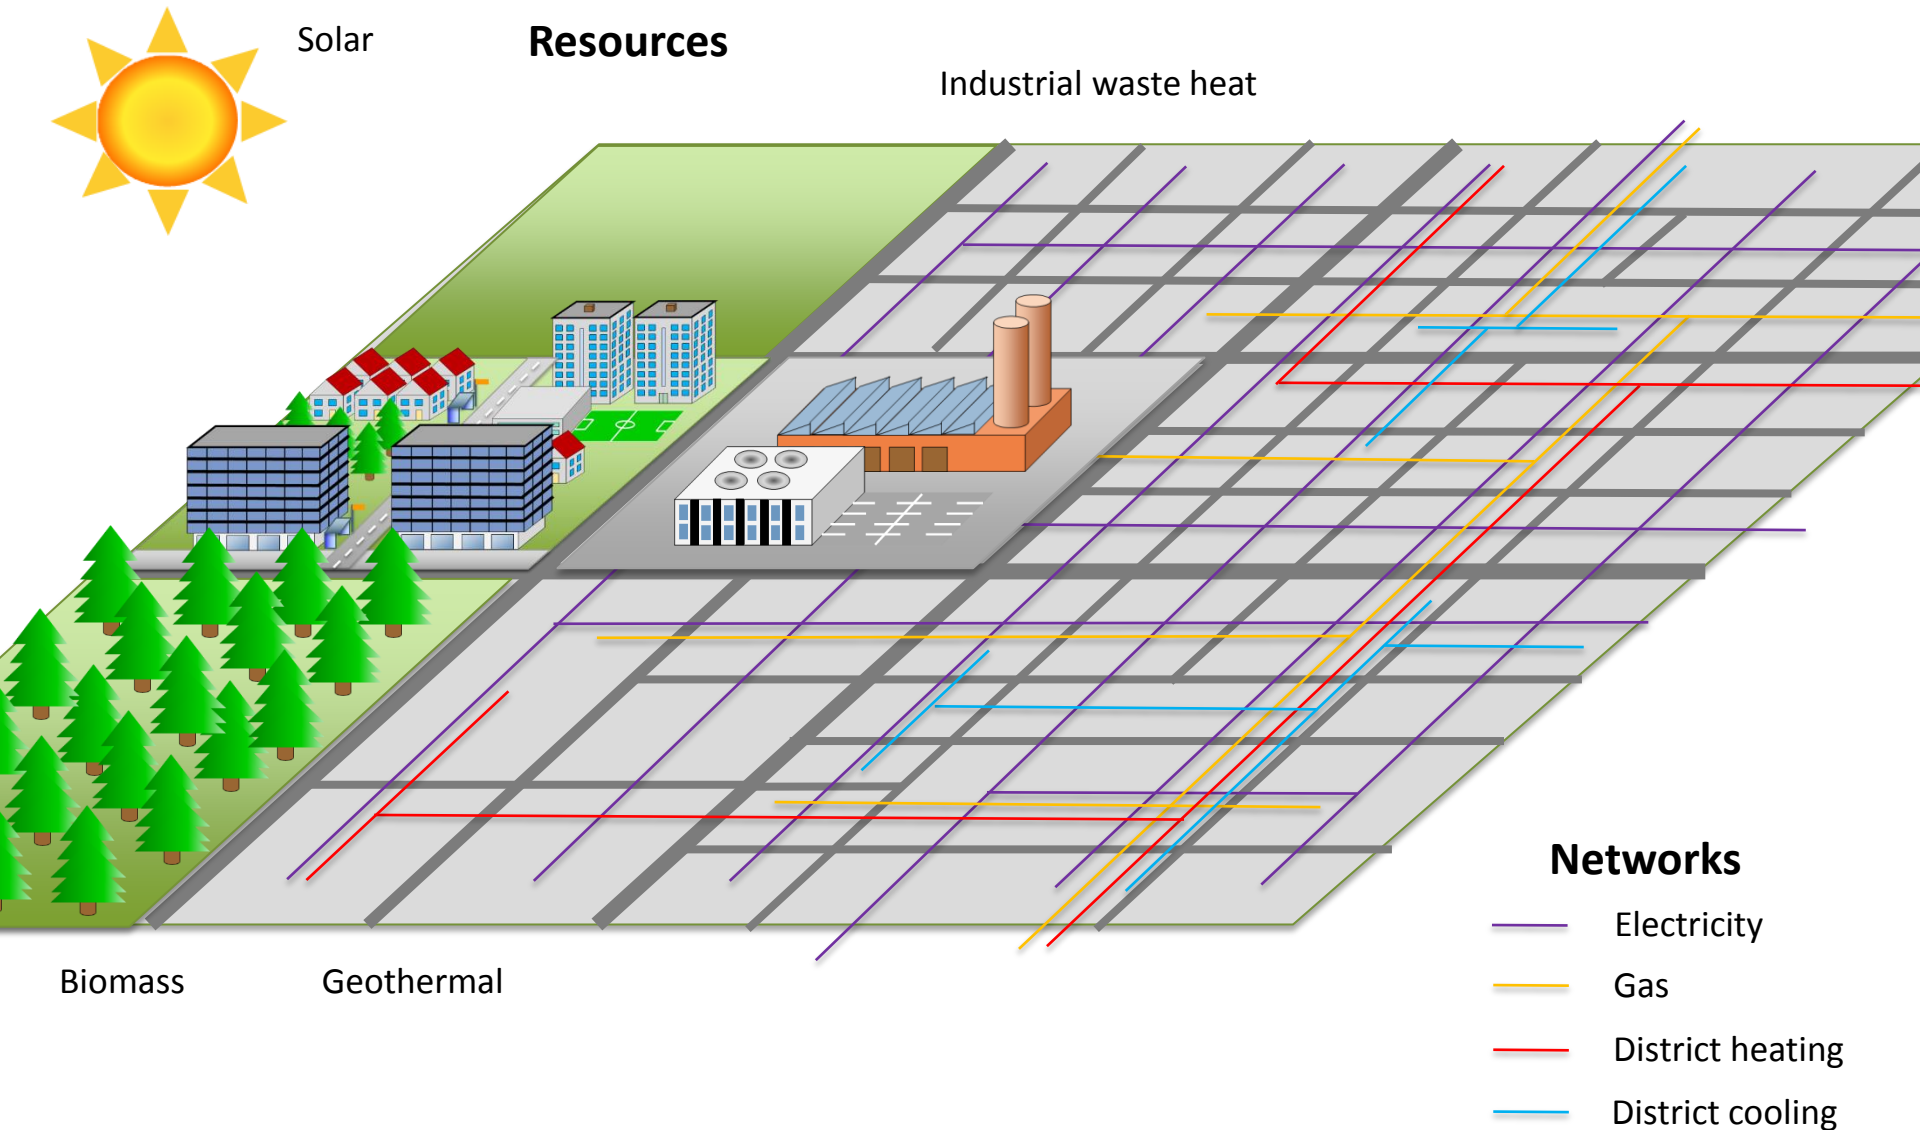 Solar
Resources
Industrial waste heat
Biomass
Geothermal
Networks
Electricity
Gas
District heating
District cooling